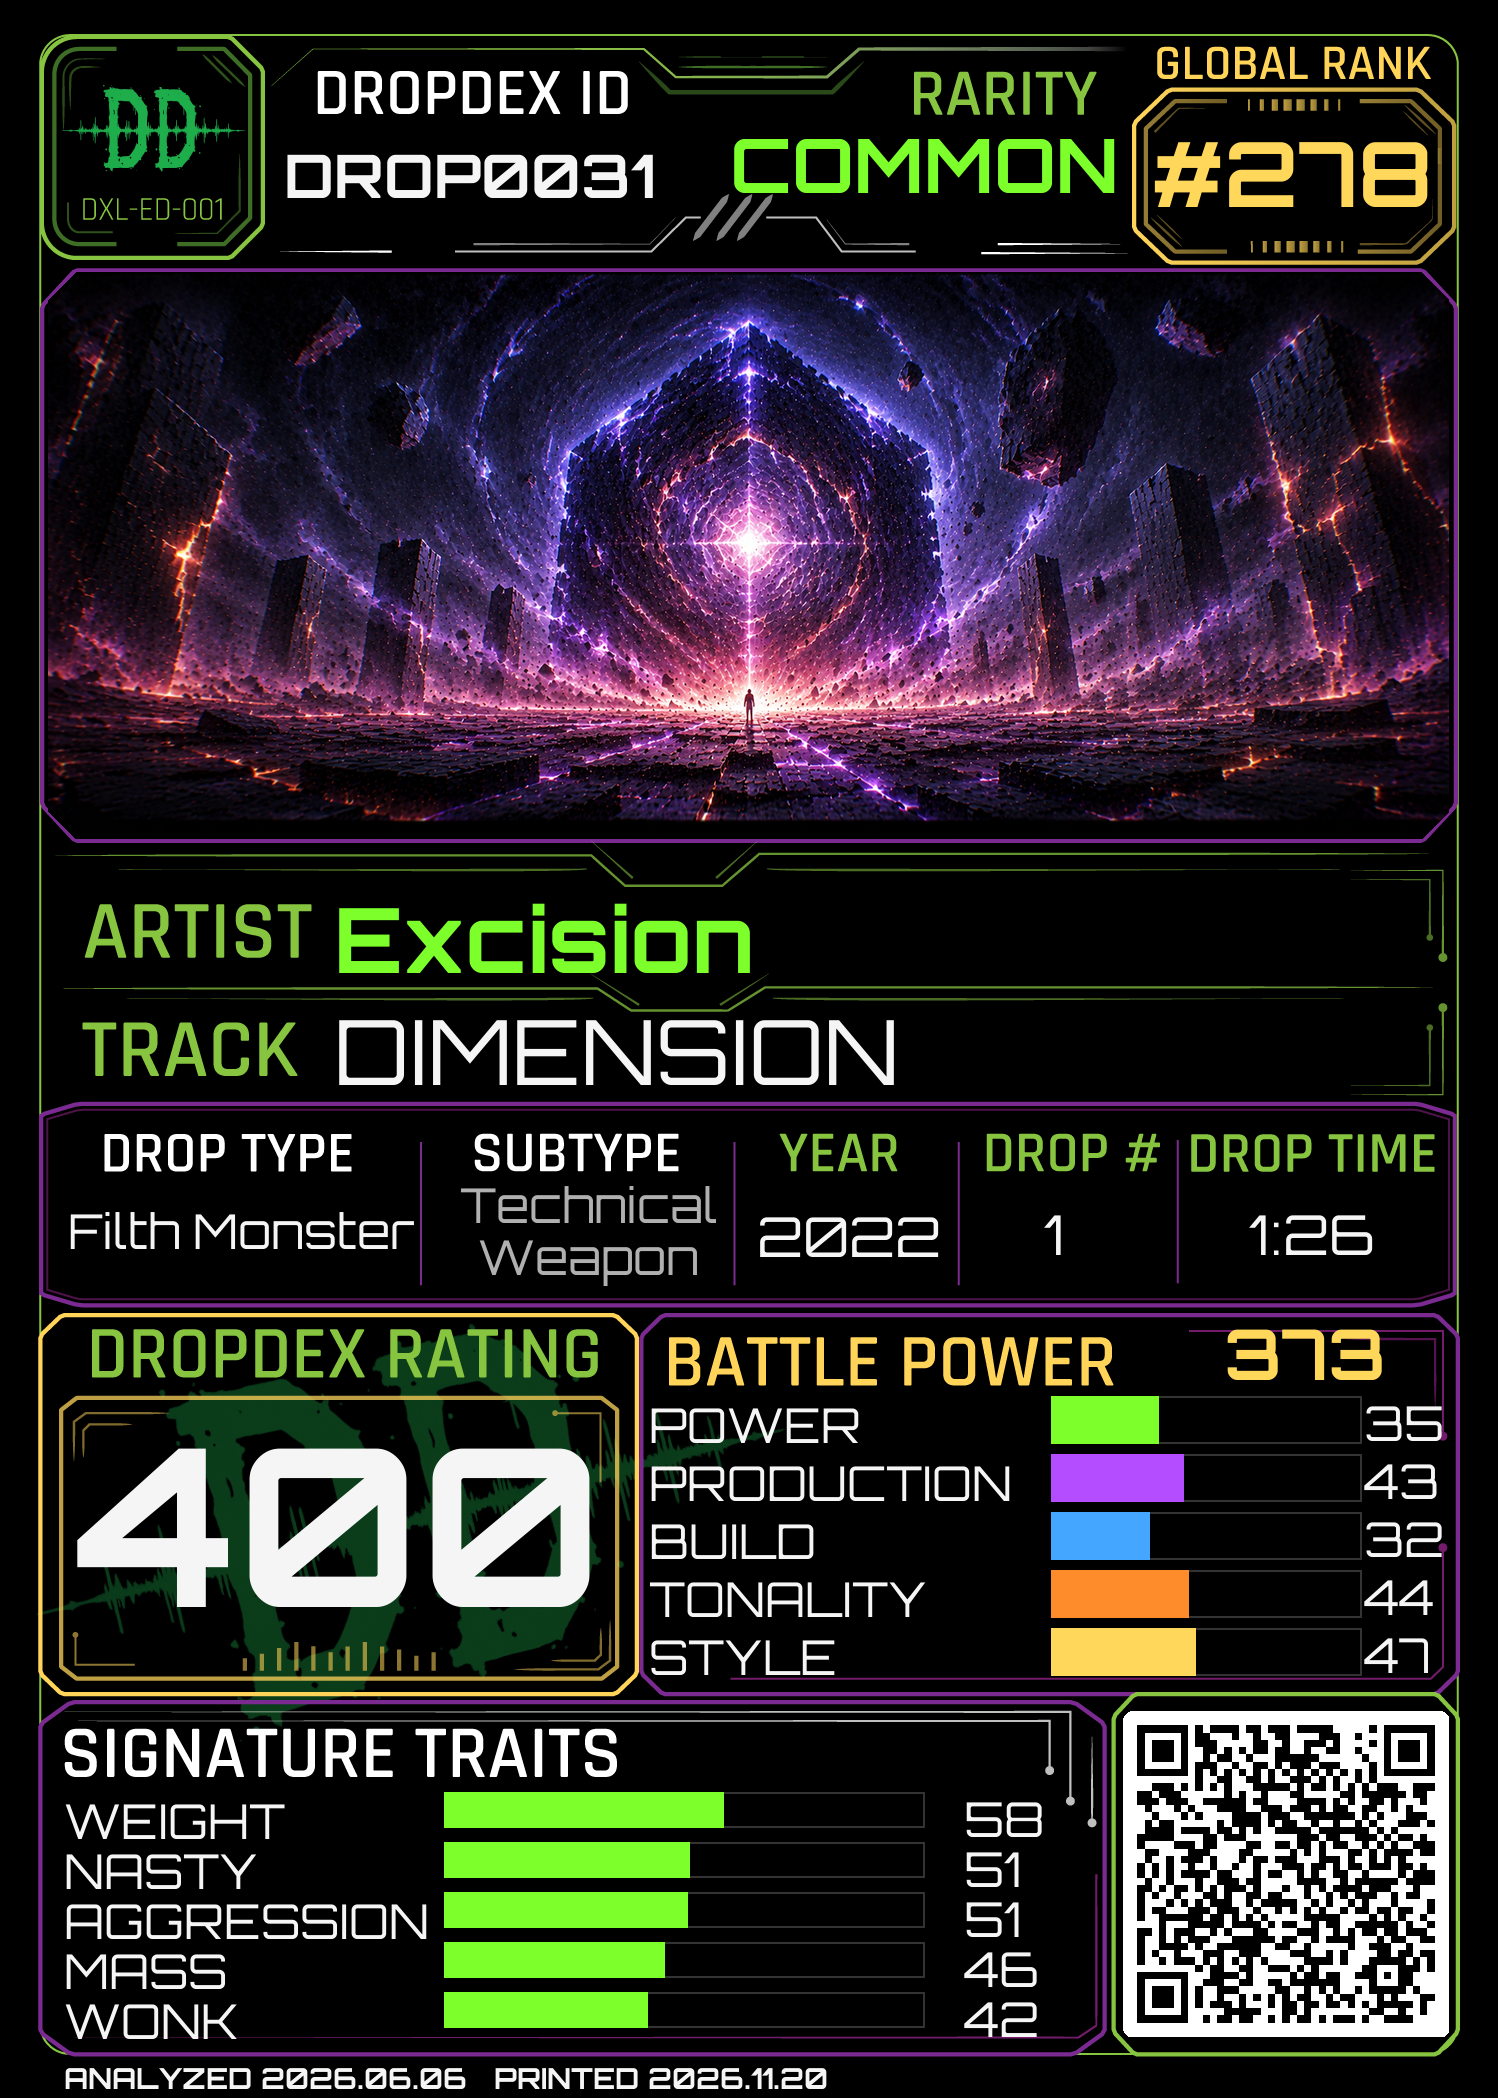 DD
DXL-ED-001
DROPDEX ID
DROP0031
RARITY
COMMON
GLOBAL RANK
#278
ARTIST Excision
TRACK DIMENSION
DROP TYPE
Filth Monster
SUBTYPE
Technical
Weapon
YEAR
2022
DROP #
1
DROP TIME
1:26
DROPDEX RATING
400
BATTLE POWER 373
POWER 35
PRODUCTION 43
BUILD 32
TONALITY 44
STYLE 47
SIGNATURE TRAITS
WEIGHT 58
NASTY 51
AGGRESSION 51
MASS 46
WONK 42
ANALYZED 2026.06.06 PRINTED 2026.11.20